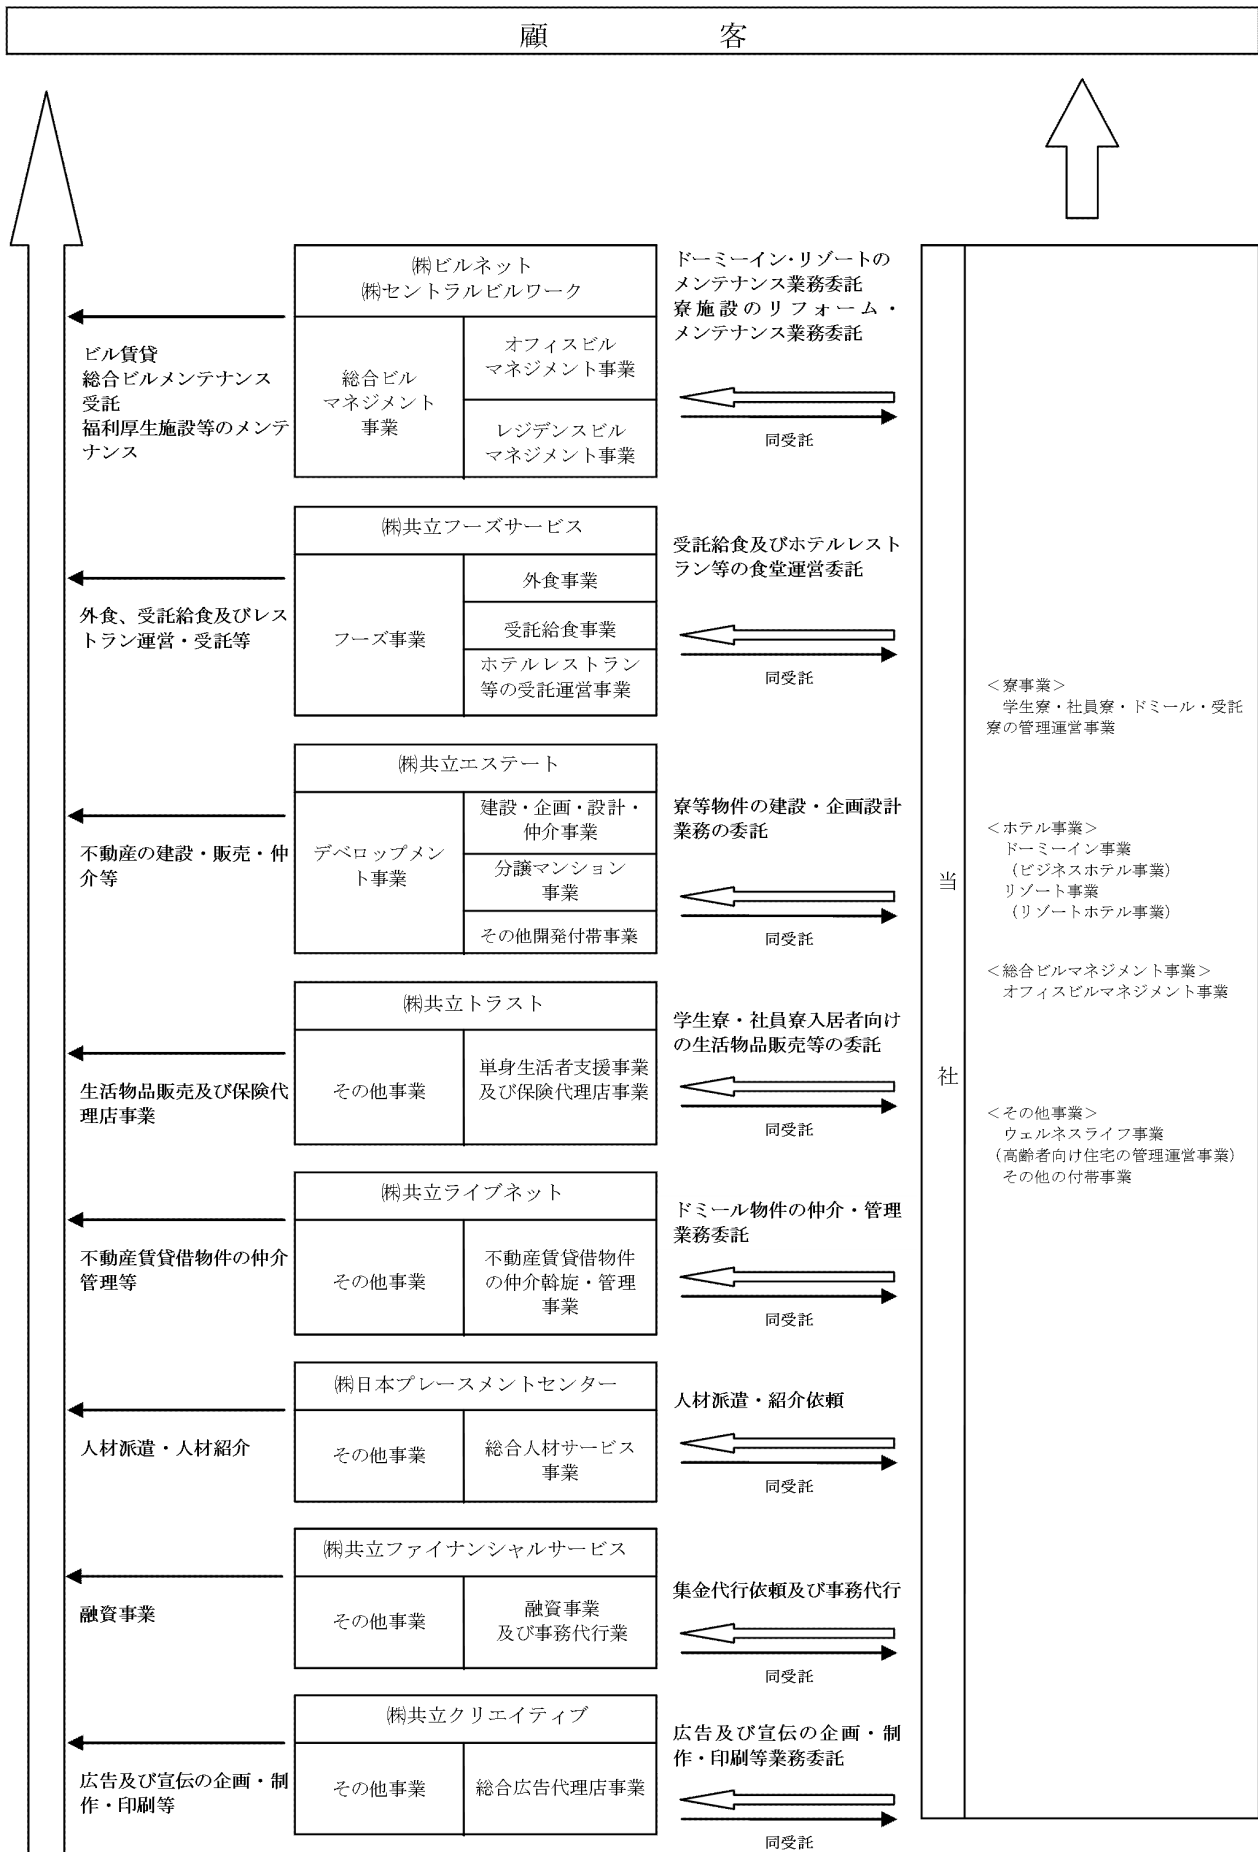 顧客
㈱ビルネット
㈱セントラルビルワーク
総合ビル
マネジメント
事業
オフィスビル
マネジメント事業
レジデンスビル
マネジメント事業
ビル賃貸
総合ビルメンテナンス
受託
福利厚生施設等のメンテ
ナンス
ドーミーイン・リゾートの
メンテナンス業務委託
寮施設のリフォーム・
メンテナンス業務委託
同受託
㈱共立フーズサービス
フーズ事業
外食事業
受託給食事業
ホテルレストラン
等の受託運営事業
外食、受託給食及びレス
トラン運営・受託等
受託給食及びホテルレスト
ラン等の食堂運営委託
同受託
㈱共立エステート
デベロップメン
ト事業
建設・企画・設計・
仲介事業
分譲マンション
事業
その他開発付帯事業
不動産の建設・販売・仲
介等
寮等物件の建設・企画設計
業務の委託
同受託
㈱共立トラスト
その他事業
単身生活者支援事業
及び保険代理店事業
生活物品販売及び保険代
理店事業
学生寮・社員寮入居者向け
の生活物品販売等の委託
同受託
㈱共立ライブネット
その他事業
不動産賃貸借物件
の仲介斡旋・管理
事業
不動産賃貸借物件の仲介
管理等
ドミール物件の仲介・管理
業務委託
同受託
㈱日本プレースメントセンター
その他事業
総合人材サービス
事業
人材派遣・人材紹介
人材派遣・紹介依頼
同受託
㈱共立ファイナンシャルサービス
その他事業
融資事業
及び事務代行業
融資事業
集金代行依頼及び事務代行
同受託
㈱共立クリエイティブ
その他事業
総合広告代理店事業
広告及び宣伝の企画・制
作・印刷等
広告及び宣伝の企画・制
作・印刷等業務委託
同受託
当
社
＜寮事業＞
学生寮・社員寮・ドミール・受託
寮の管理運営事業
＜ホテル事業＞
ドーミーイン事業
（ビジネスホテル事業）
リゾート事業
（リゾートホテル事業）
＜総合ビルマネジメント事業＞
オフィスビルマネジメント事業
＜その他事業＞
ウェルネスライフ事業
（高齢者向け住宅の管理運営事業）
その他の付帯事業